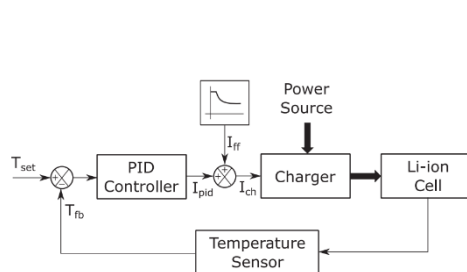 Power
Source
I_ff
T_set
+
−
PID
Controller
I_pid
+
+
I_ch
Charger
Li-ion
Cell
T_fb
Temperature
Sensor